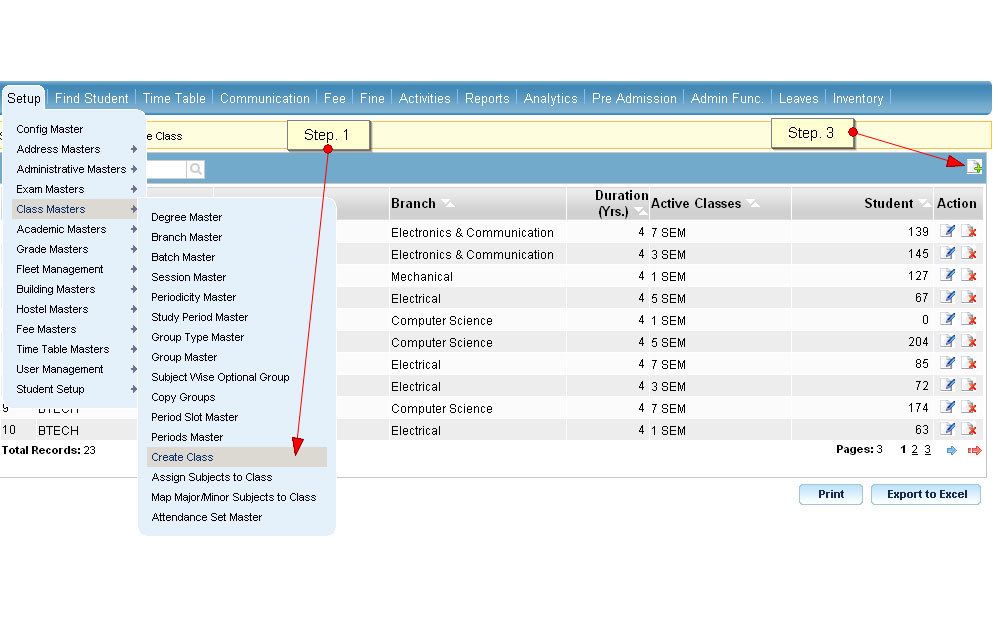 Setup Find Student Time Table Communication Fee Fine Activities Reports Analytics Pre Admission Admin Func. Leaves Inventory
Config Master
Address Masters
Administrative Masters
Exam Masters
Class Masters
Academic Masters
Grade Masters
Fleet Management
Building Masters
Hostel Masters
Fee Masters
Time Table Masters
User Management
Student Setup
Degree Master
Branch Master
Batch Master
Session Master
Periodicity Master
Study Period Master
Group Type Master
Group Master
Subject Wise Optional Group
Copy Groups
Period Slot Master
Periods Master
Create Class
Assign Subjects to Class
Map Major/Minor Subjects to Class
Attendance Set Master
Class
Step. 1
Step. 3
Branch Duration (Yrs.) Active Classes Student Action
Electronics & Communication 4 7 SEM 139
Electronics & Communication 4 3 SEM 145
Mechanical 4 1 SEM 127
Electrical 4 5 SEM 67
Computer Science 4 1 SEM 0
Computer Science 4 5 SEM 204
Electrical 4 7 SEM 85
Electrical 4 3 SEM 72
9 BTECH Computer Science 4 7 SEM 174
10 BTECH Electrical 4 1 SEM 63
Total Records: 23 Pages: 3 1 2 3
Print Export to Excel